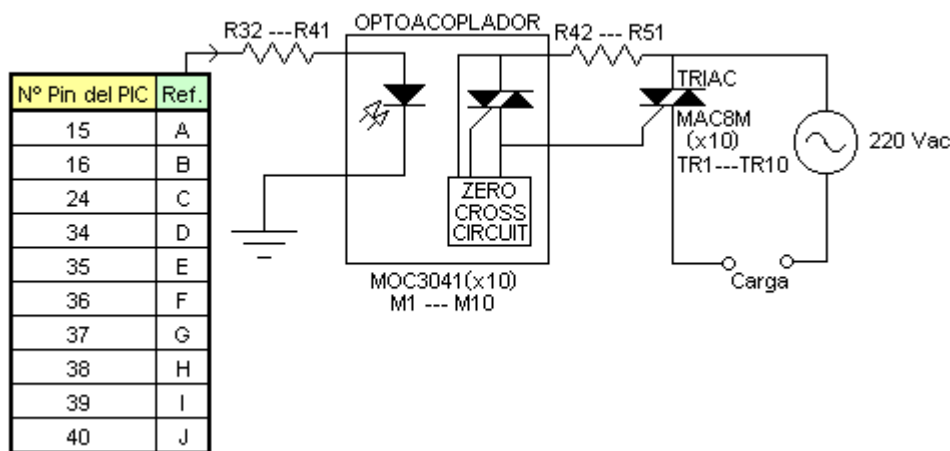 OPTOACOPLADOR
R32 ---R41
R42 --- R51
Nº Pin del PIC Ref.
15 A
16 B
24 C
34 D
35 E
36 F
37 G
38 H
39 I
40 J
ZERO
CROSS
CIRCUIT
MOC3041(x10)
M1 --- M10
TRIAC
MAC8M
(x10)
TR1---TR10
220 Vac
Carga